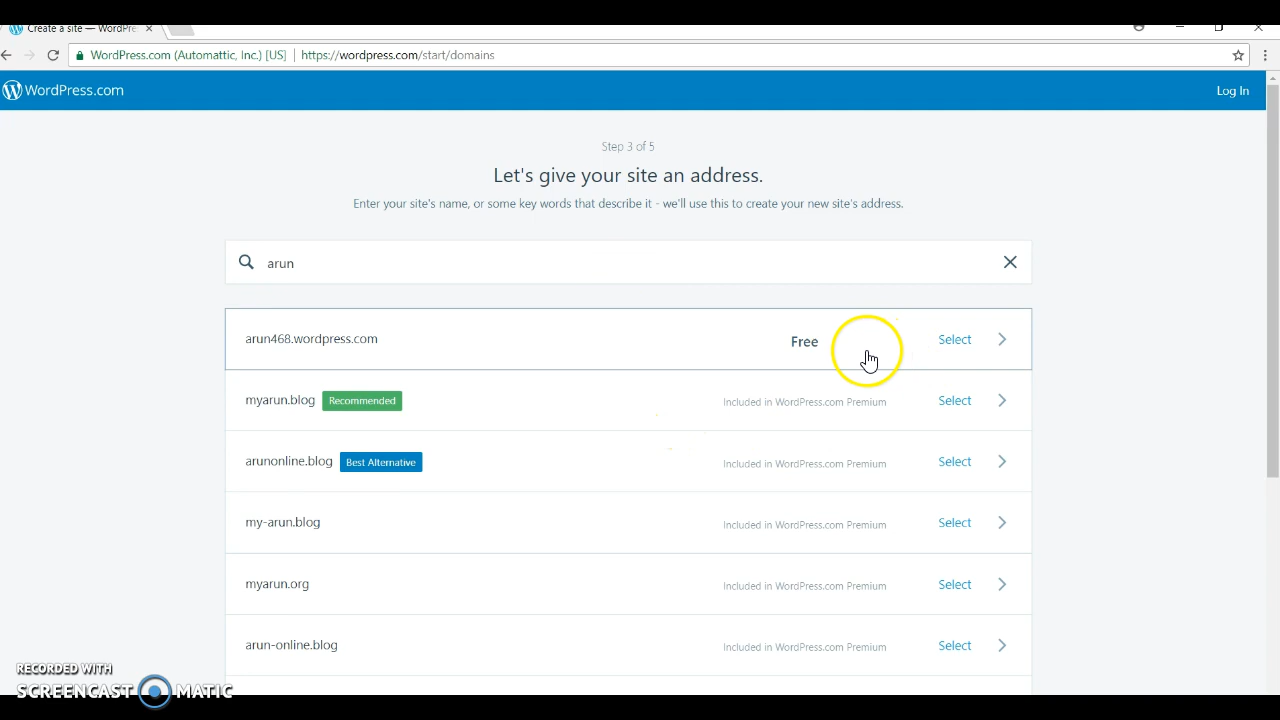 Create a site — WordPre
WordPress.com (Automattic, Inc.) [US] | https://wordpress.com/start/domains
WordPress.com
Log In
Step 3 of 5
Let's give your site an address.
Enter your site's name, or some key words that describe it - we'll use this to create your new site's address.
arun
arun468.wordpress.com Free Select
myarun.blog Recommended Included in WordPress.com Premium Select
arunonline.blog Best Alternative Included in WordPress.com Premium Select
my-arun.blog Included in WordPress.com Premium Select
myarun.org Included in WordPress.com Premium Select
arun-online.blog Included in WordPress.com Premium Select
RECORDED WITH
SCREENCAST MATIC